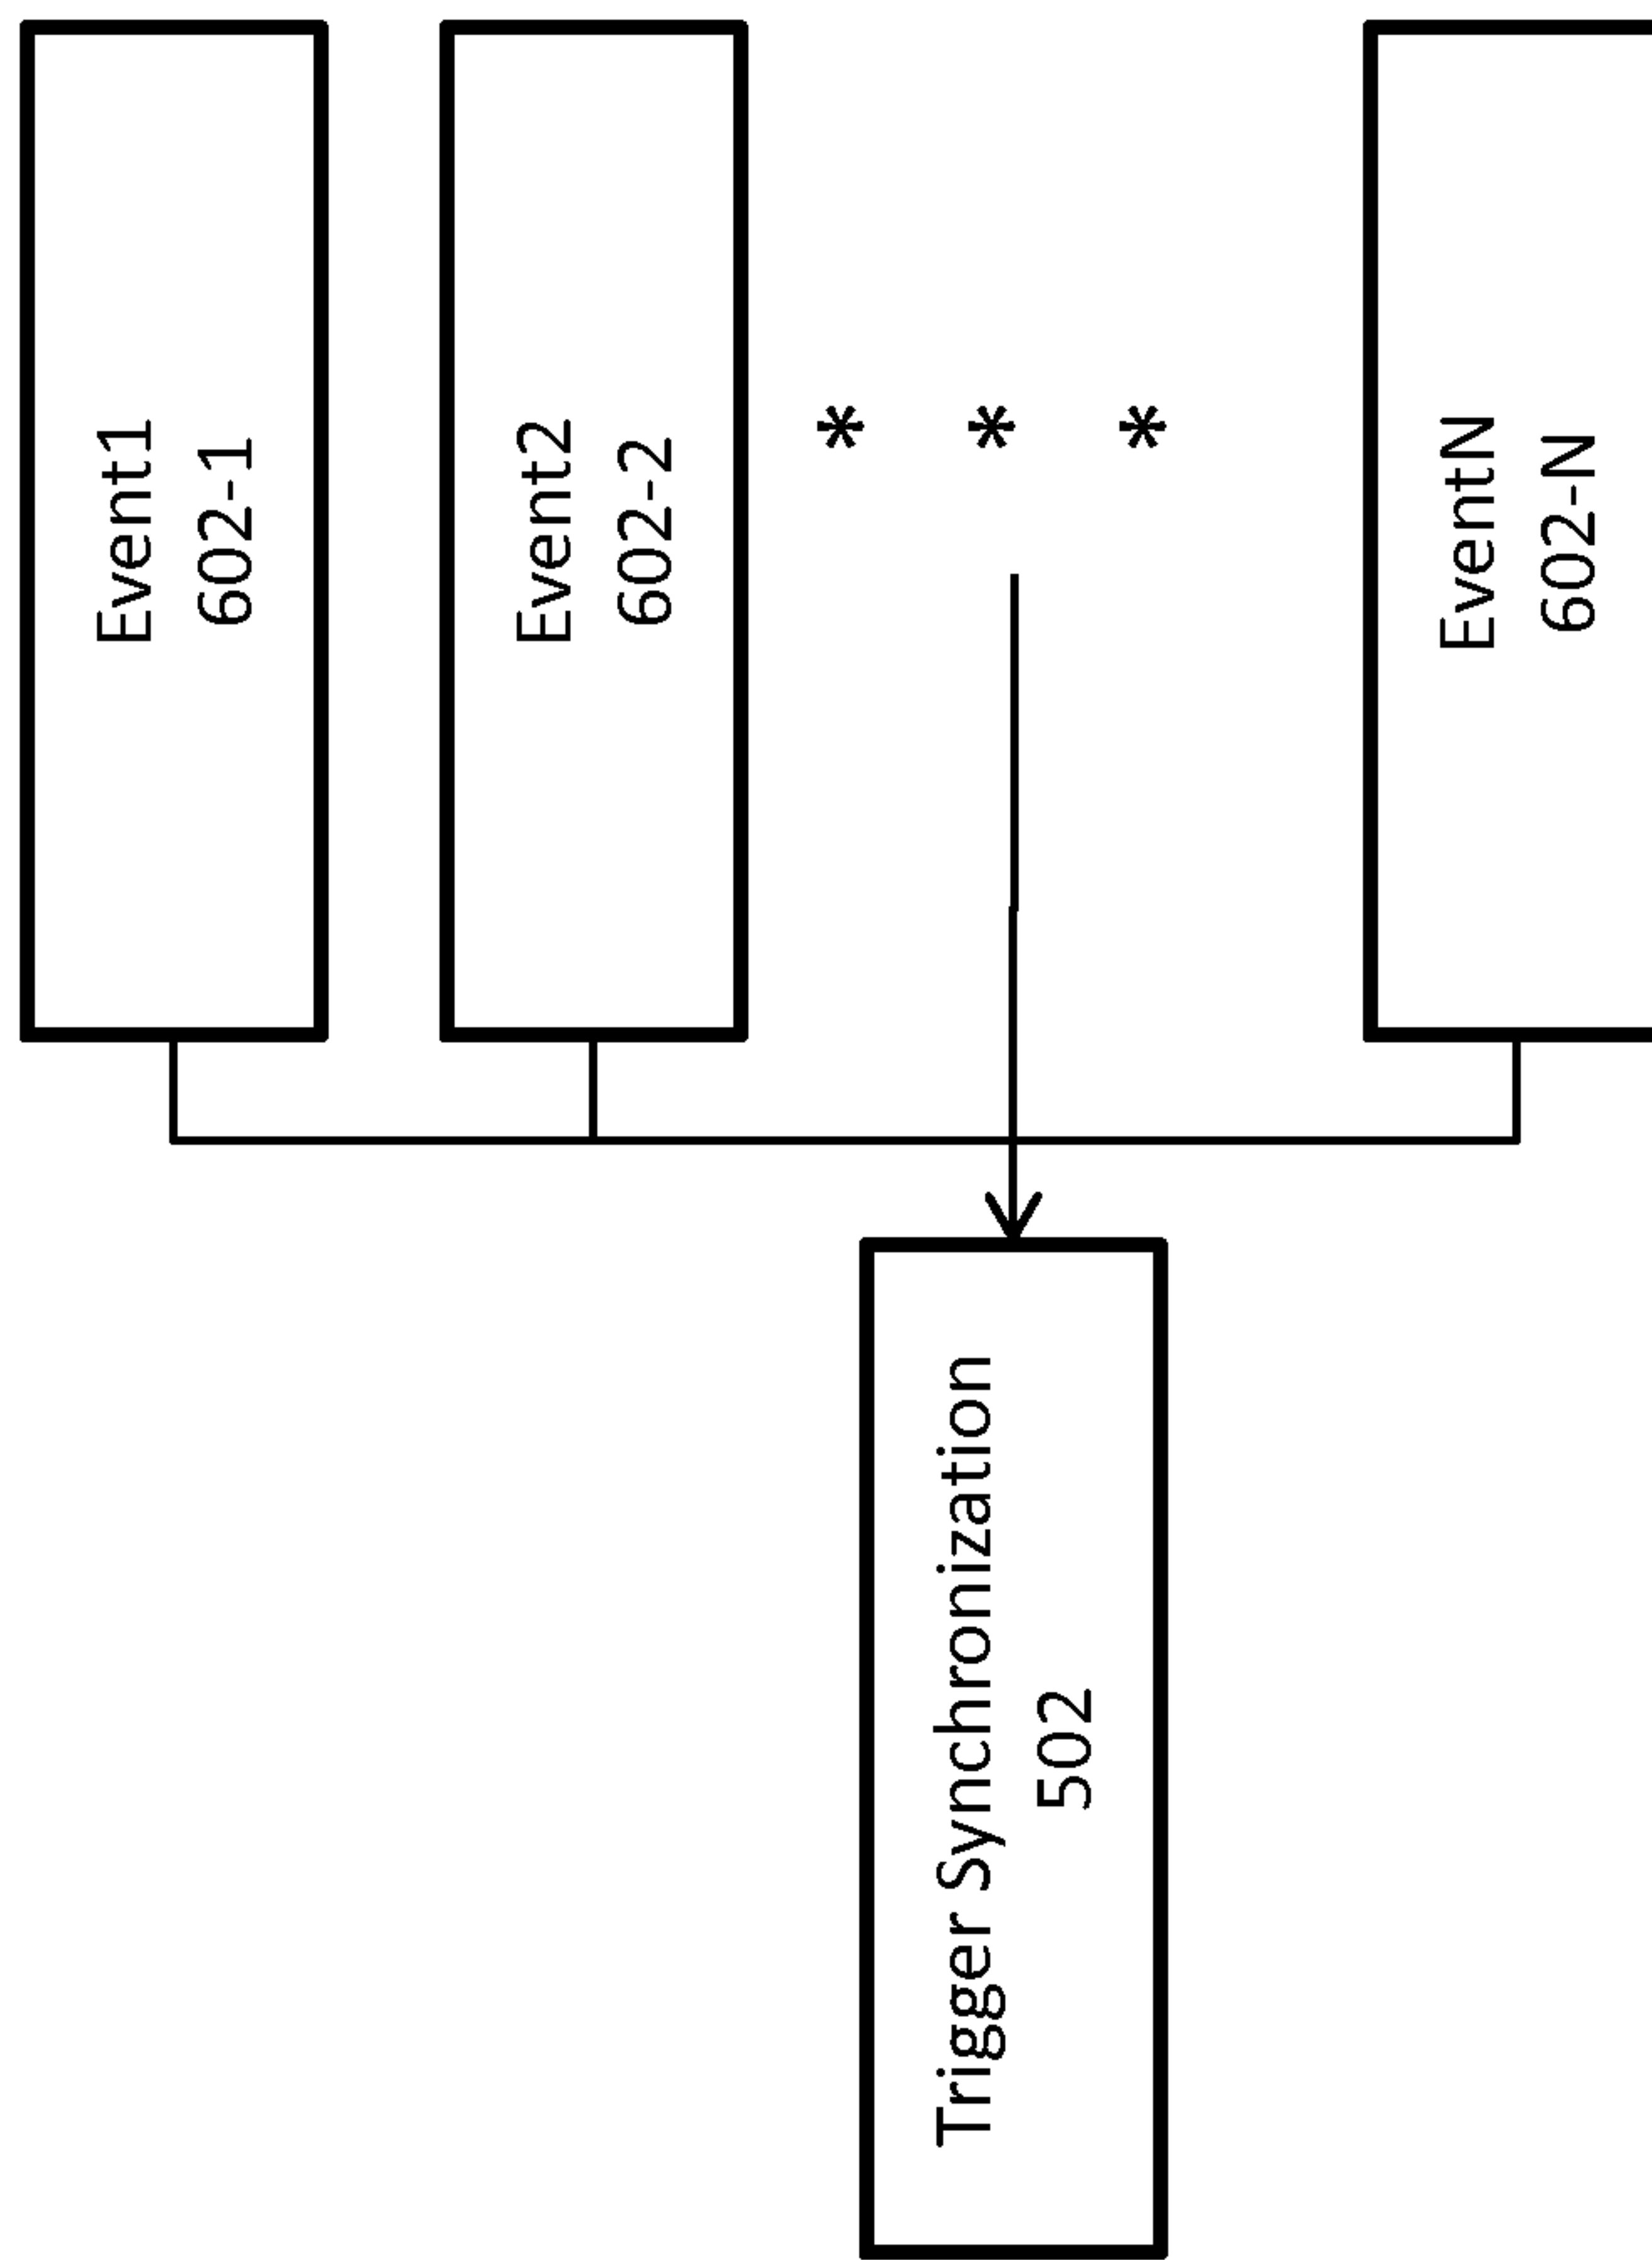 Event1
602-1
Event2
602-2
*
*
*
EventN
602-N
Trigger Synchronization
502